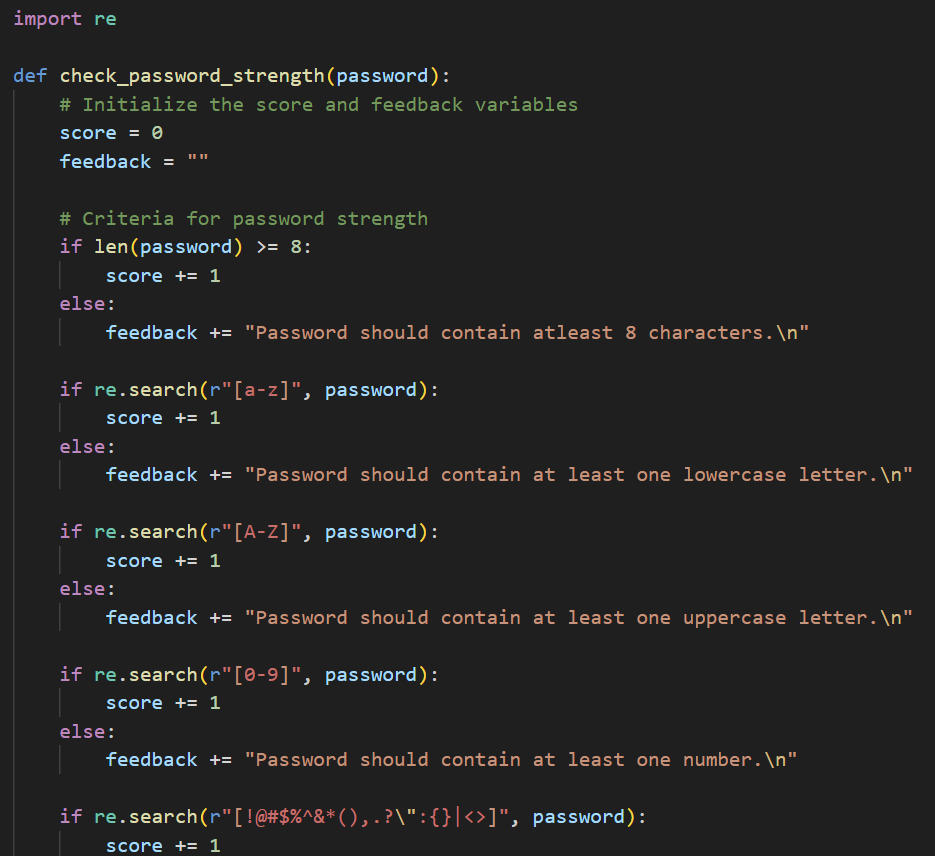 import re

def check_password_strength(password):
    # Initialize the score and feedback variables
    score = 0
    feedback = ""

    # Criteria for password strength
    if len(password) >= 8:
        score += 1
    else:
        feedback += "Password should contain atleast 8 characters.\n"

    if re.search(r"[a-z]", password):
        score += 1
    else:
        feedback += "Password should contain at least one lowercase letter.\n"

    if re.search(r"[A-Z]", password):
        score += 1
    else:
        feedback += "Password should contain at least one uppercase letter.\n"

    if re.search(r"[0-9]", password):
        score += 1
    else:
        feedback += "Password should contain at least one number.\n"

    if re.search(r"[!@#$%^&*(),.?\":{}|<>]", password):
        score += 1